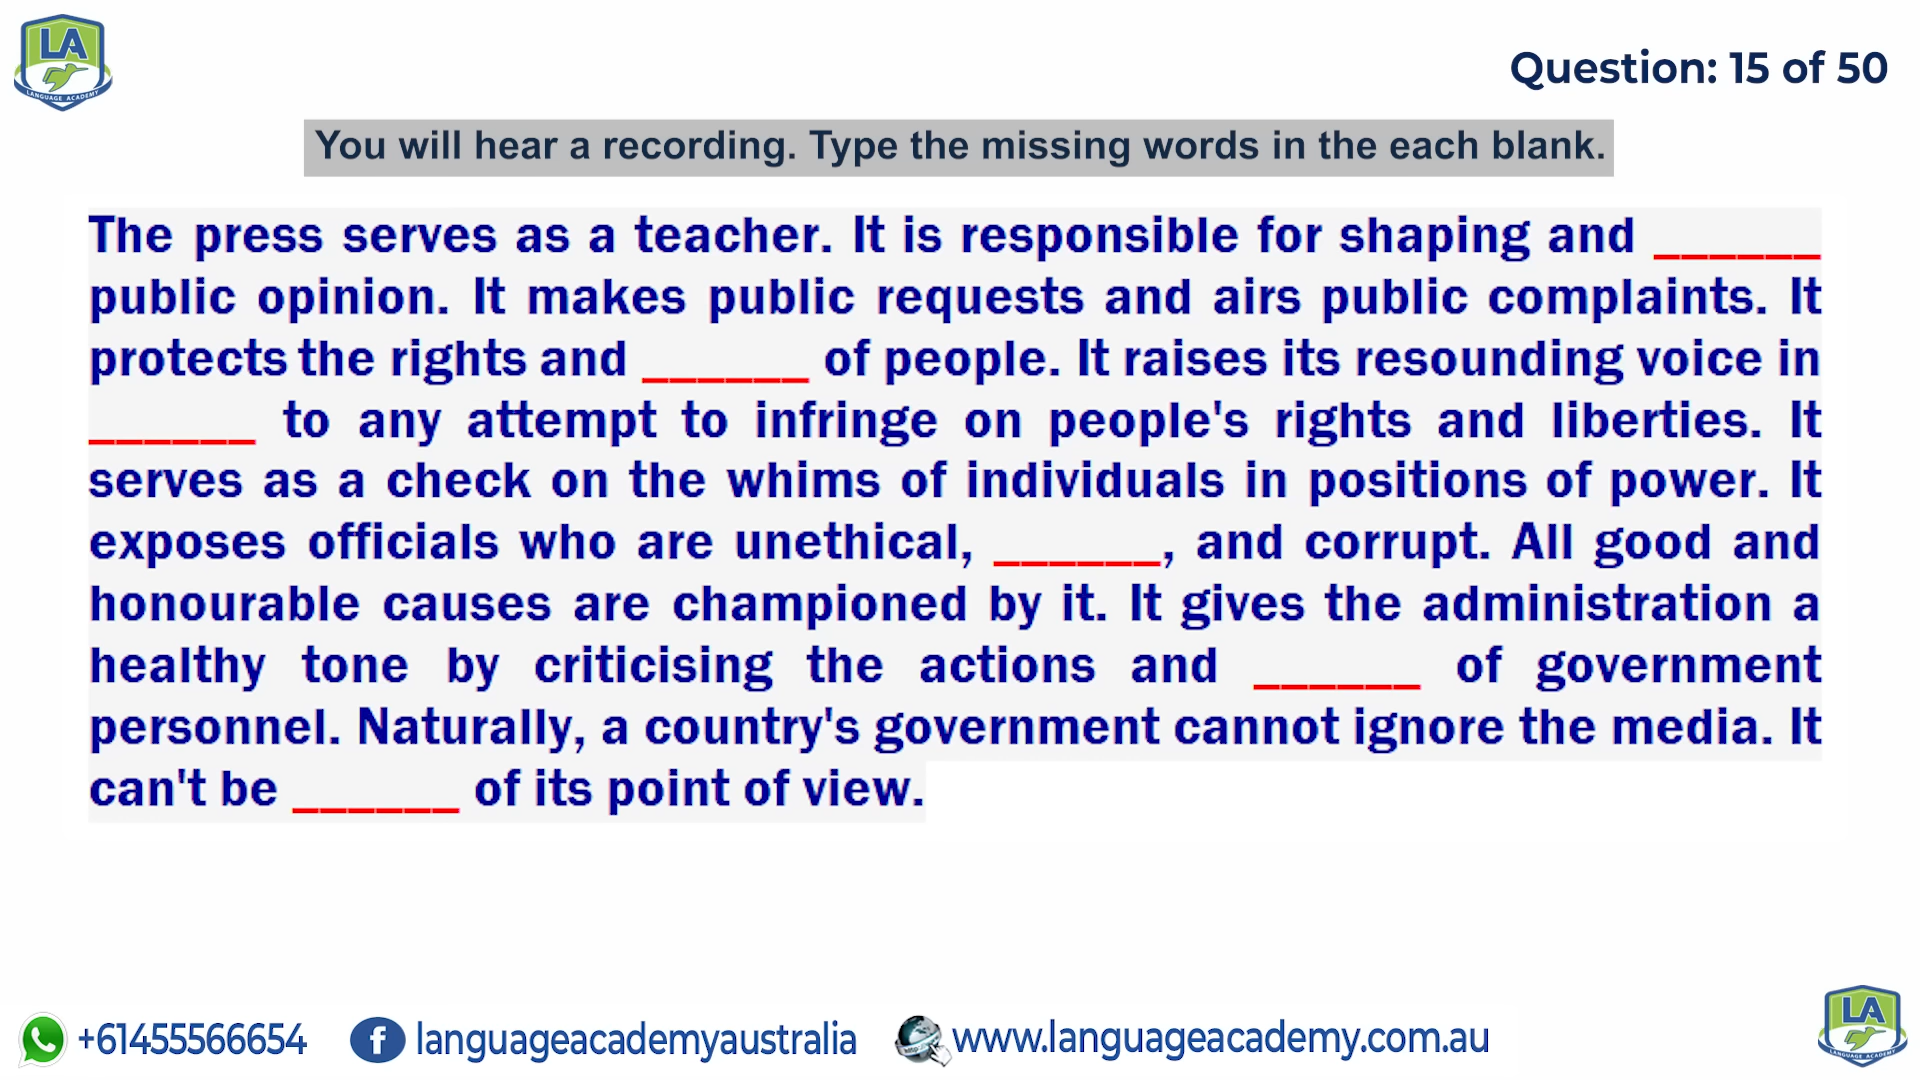 LA
LANGUAGE ACADEMY
Question: 15 of 50
You will hear a recording. Type the missing words in the each blank.
The press serves as a teacher. It is responsible for shaping and ______
public opinion. It makes public requests and airs public complaints. It
protects the rights and ______ of people. It raises its resounding voice in
______ to any attempt to infringe on people's rights and liberties. It
serves as a check on the whims of individuals in positions of power. It
exposes officials who are unethical, ______, and corrupt. All good and
honourable causes are championed by it. It gives the administration a
healthy tone by criticising the actions and ______ of government
personnel. Naturally, a country's government cannot ignore the media. It
can't be ______ of its point of view.
+61455566654 languageacademyaustralia www.languageacademy.com.au
LA
LANGUAGE ACADEMY